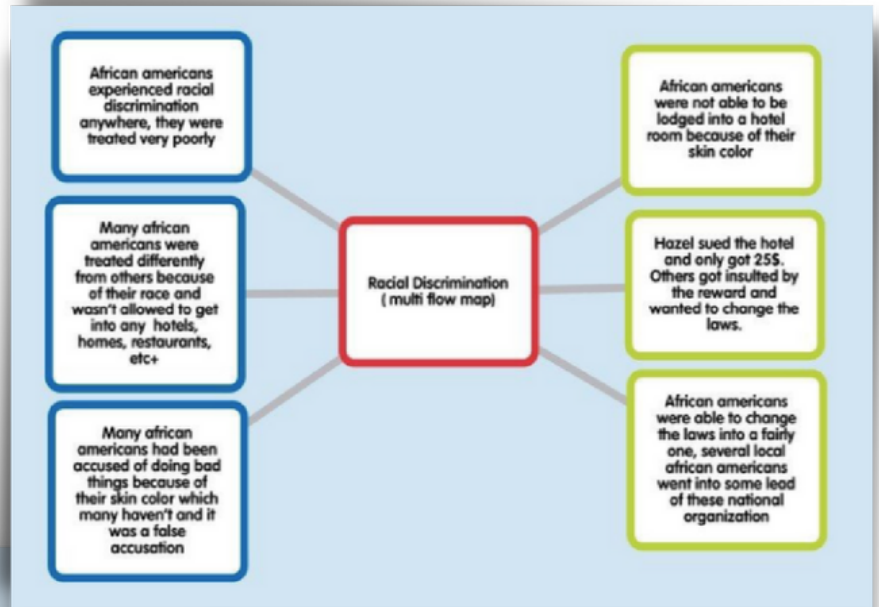 African americans
experienced racial
discrimination
anywhere, they were
treated very poorly
Many african
americans were
treated differently
from others because
of their race and
wasn't allowed to get
into any hotels,
homes, restaurants,
etc+
Many african
americans had been
accused of doing bad
things because of
their skin color which
many haven't and it
was a false
accusation
Racial Discrimination
( multi flow map)
African americans
were not able to be
lodged into a hotel
room because of their
skin color
Hazel sued the hotel
and only got 25$.
Others got insulted by
the reward and
wanted to change the
laws.
African americans
were able to change
the laws into a fairly
one, several local
african americans
went into some lead
of these national
organization